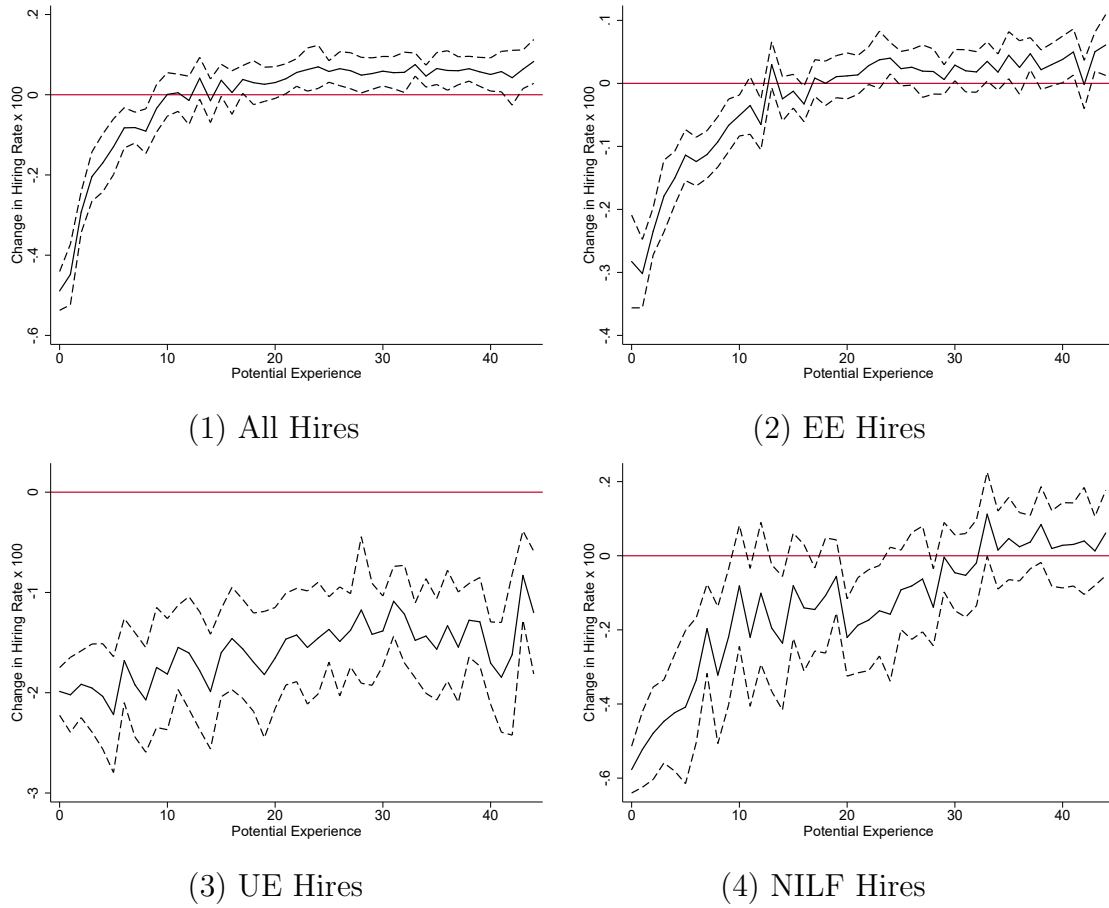 .2
0
-.2
-.4
-.6
Change in Hiring Rate x 100
0 10 20 30 40
Potential Experience
(1) All Hires
.1
0
-.1
-.2
-.3
-.4
Change in Hiring Rate x 100
0 10 20 30 40
Potential Experience
(2) EE Hires
0
-.1
-.2
-.3
Change in Hiring Rate x 100
0 10 20 30 40
Potential Experience
(3) UE Hires
.2
0
-.2
-.4
-.6
Change in Hiring Rate x 100
0 10 20 30 40
Potential Experience
(4) NILF Hires